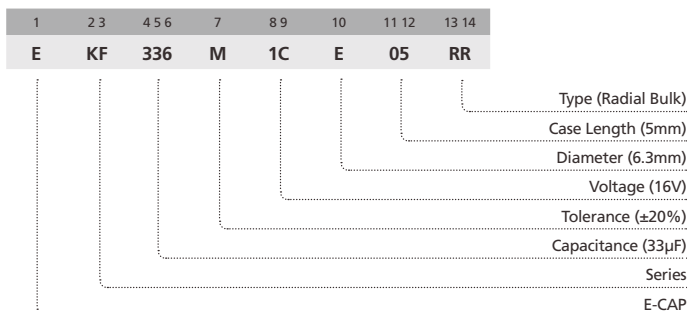 1 2 3 4 5 6 7 8 9 10 11 12 13 14
E KF 336 M 1C E 05 RR
Type (Radial Bulk)
Case Length (5mm)
Diameter (6.3mm)
Voltage (16V)
Tolerance (±20%)
Capacitance (33µF)
Series
E-CAP